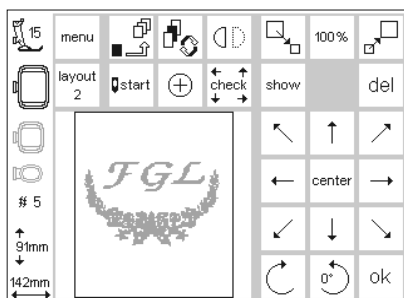 15 menu 100%
layout
2
start check show del
FGL
center
# 5
91mm
142mm 0° ok